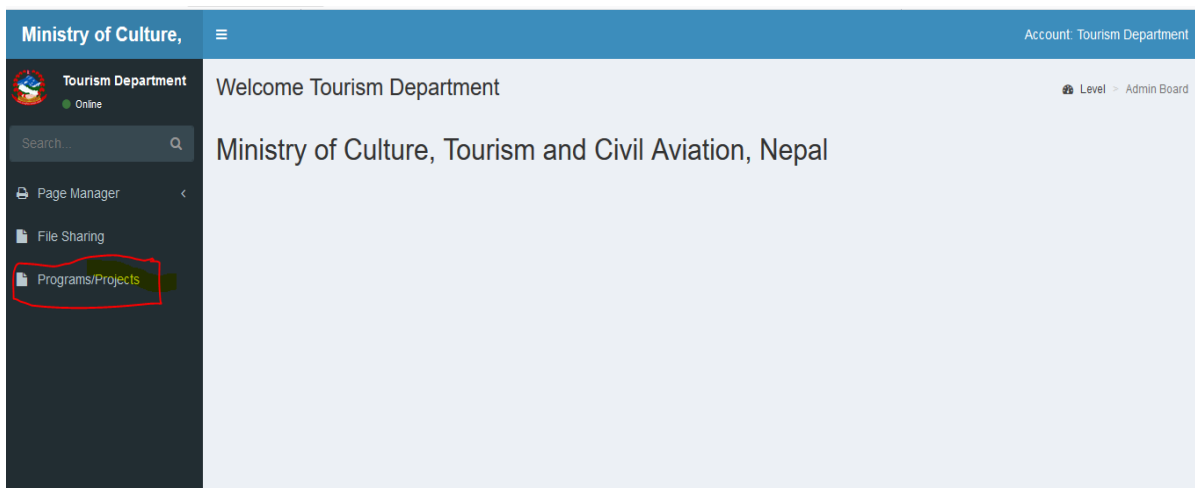 Ministry of Culture,
Account: Tourism Department
Tourism Department
Online
Welcome Tourism Department
Level > Admin Board
Search...
Ministry of Culture, Tourism and Civil Aviation, Nepal
Page Manager
File Sharing
Programs/Projects